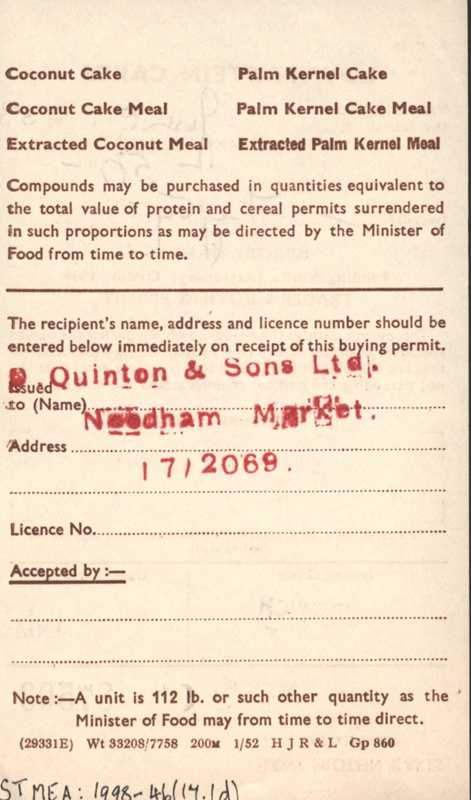 Coconut Cake Palm Kernel Cake
Coconut Cake Meal Palm Kernel Cake Meal
Extracted Coconut Meal Extracted Palm Kernel Meal
Compounds may be purchased in quantities equivalent to
the total value of protein and cereal permits surrendered
in such proportions as may be directed by the Minister of
Food from time to time.
The recipient's name, address and licence number should be
entered below immediately on receipt of this buying permit.
Quinton & Sons Ltd.
Issued
to (Name)
Needham Market.
Address
17/2069.
Licence No.
Accepted by :—
Note :—A unit is 112 lb. or such other quantity as the
Minister of Food may from time to time direct.
(29331E) Wt 33208/7758 200M 1/52 H J R & L Gp 860
STMEA: 1998-46(14.1d)